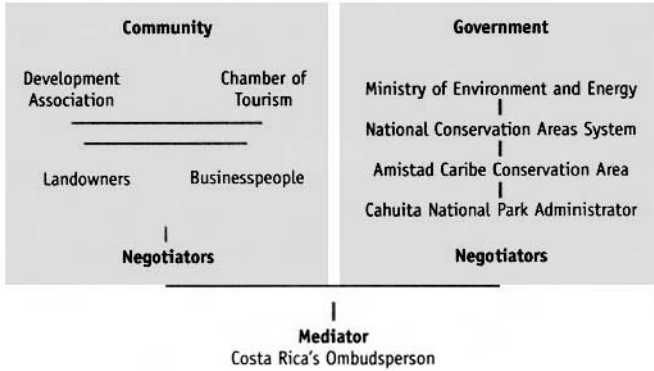 Community
Development
Association
Chamber of
Tourism
Landowners
Businesspeople
Negotiators
Government
Ministry of Environment and Energy
National Conservation Areas System
Amistad Caribe Conservation Area
Cahuita National Park Administrator
Negotiators
Mediator
Costa Rica's Ombudsperson